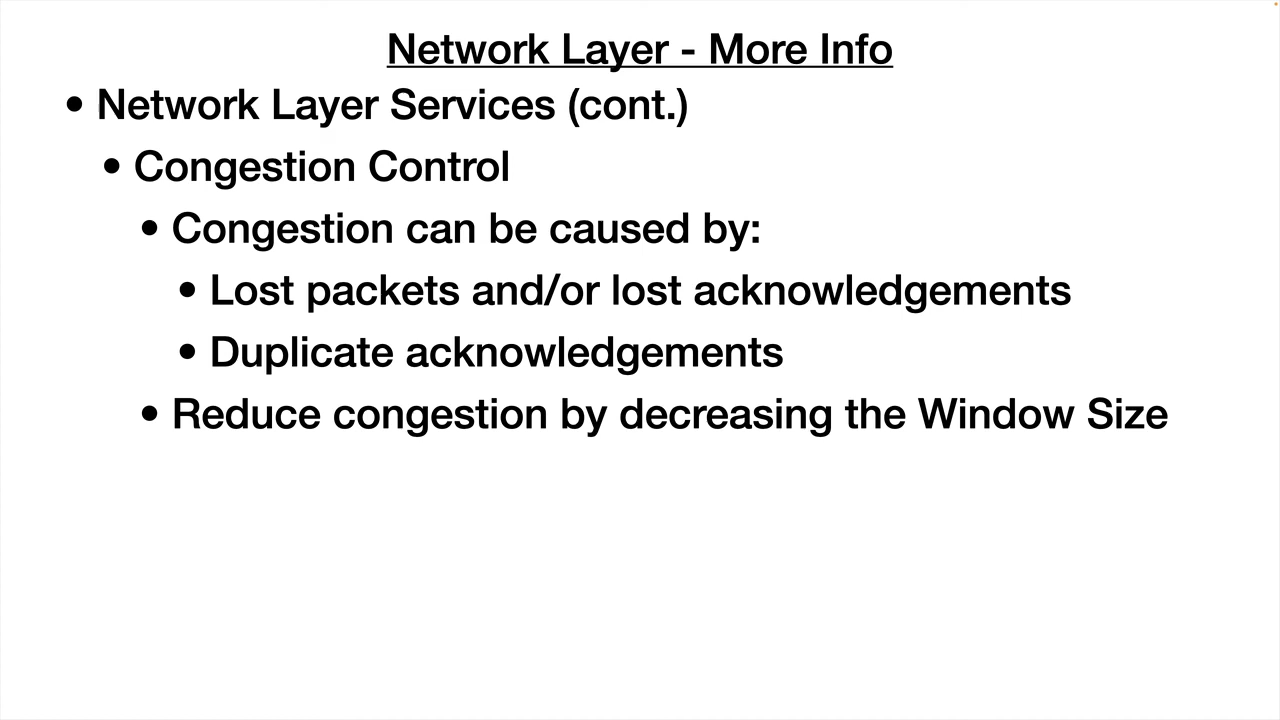 Network Layer - More Info
• Network Layer Services (cont.)
• Congestion Control
• Congestion can be caused by:
• Lost packets and/or lost acknowledgements
• Duplicate acknowledgements
• Reduce congestion by decreasing the Window Size